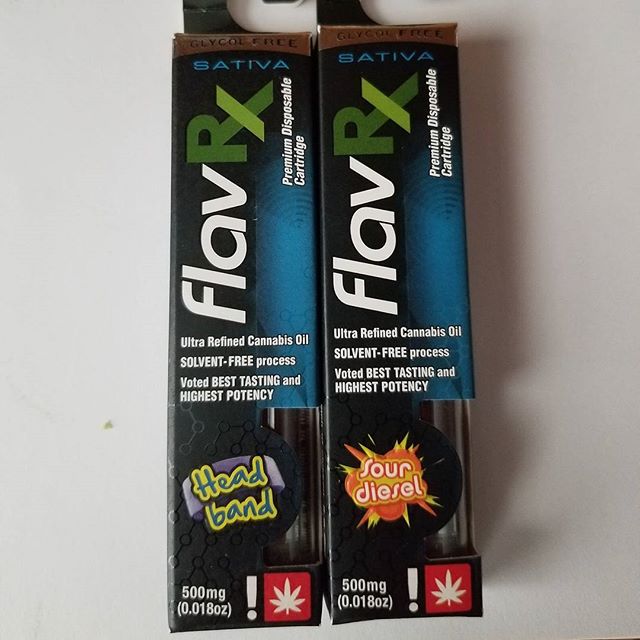 GLYCOL FREE
SATIVA
flavRx
Premium Disposable
Cartridge
Ultra Refined Cannabis Oil
SOLVENT-FREE process
Voted BEST TASTING and
HIGHEST POTENCY
Head
band
500mg
(0.018oz)
!
GLYCOL FREE
SATIVA
flavRx
Premium Disposable
Cartridge
Ultra Refined Cannabis Oil
SOLVENT-FREE process
Voted BEST TASTING and
HIGHEST POTENCY
sour
diesel
500mg
(0.018oz)
!